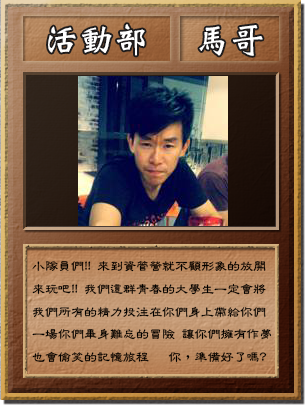 活動部 馬哥
小隊員們!! 來到資營營就不顧形象的放開
來玩吧!! 我們這群青春的大學生一定會將
我們所有的精力投注在你們身上帶給你們
一場你們畢身難忘的冒險 讓你們擁有作夢
也會偷笑的記憶旅程 你，準備好了嗎?